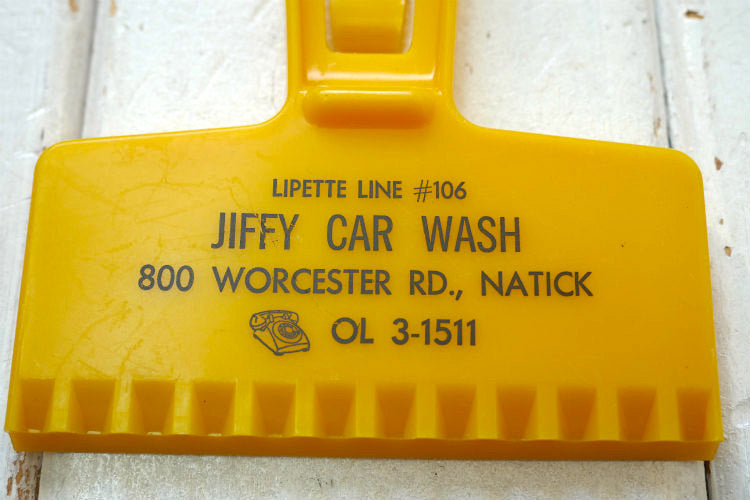 LIPETTE LINE #106
JIFFY CAR WASH
800 WORCESTER RD., NATICK
OL 3-1511